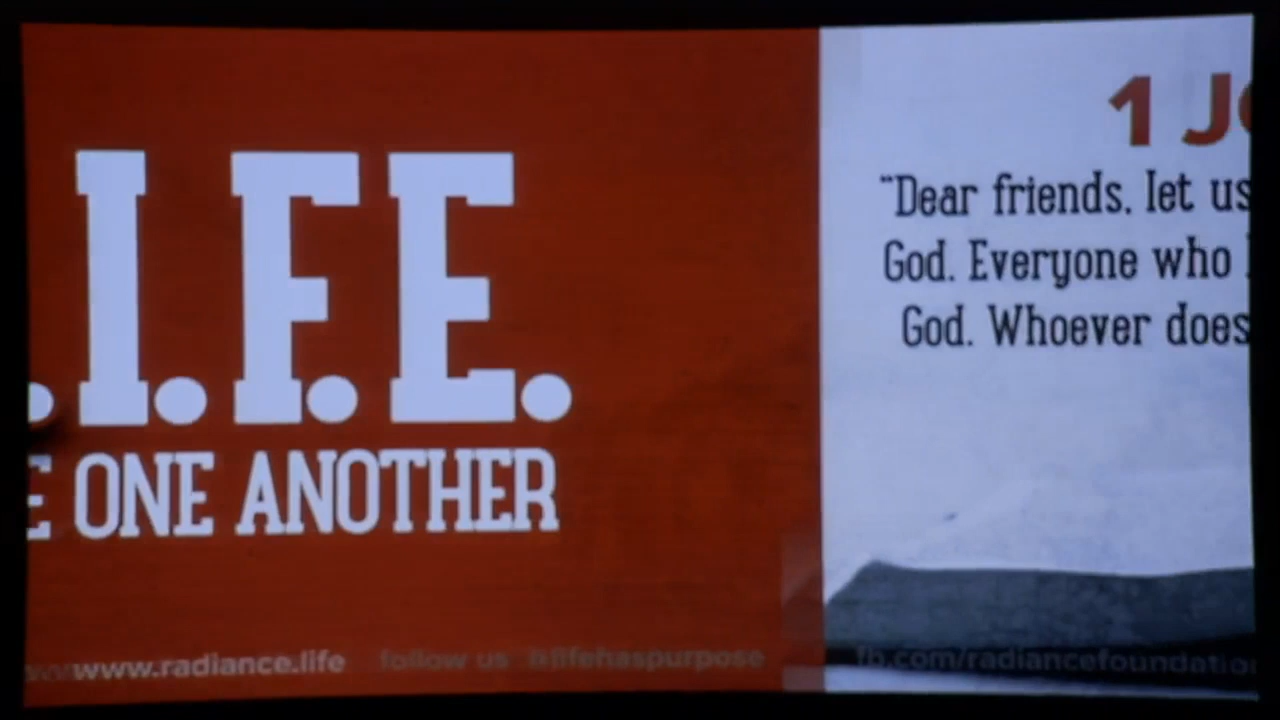 .I.F.E.
E ONE ANOTHER
www.radiance.life follow us #lifehaspurpose
1 JO
"Dear friends, let us
God. Everyone who
God. Whoever does
fb.com/radiancefoundation